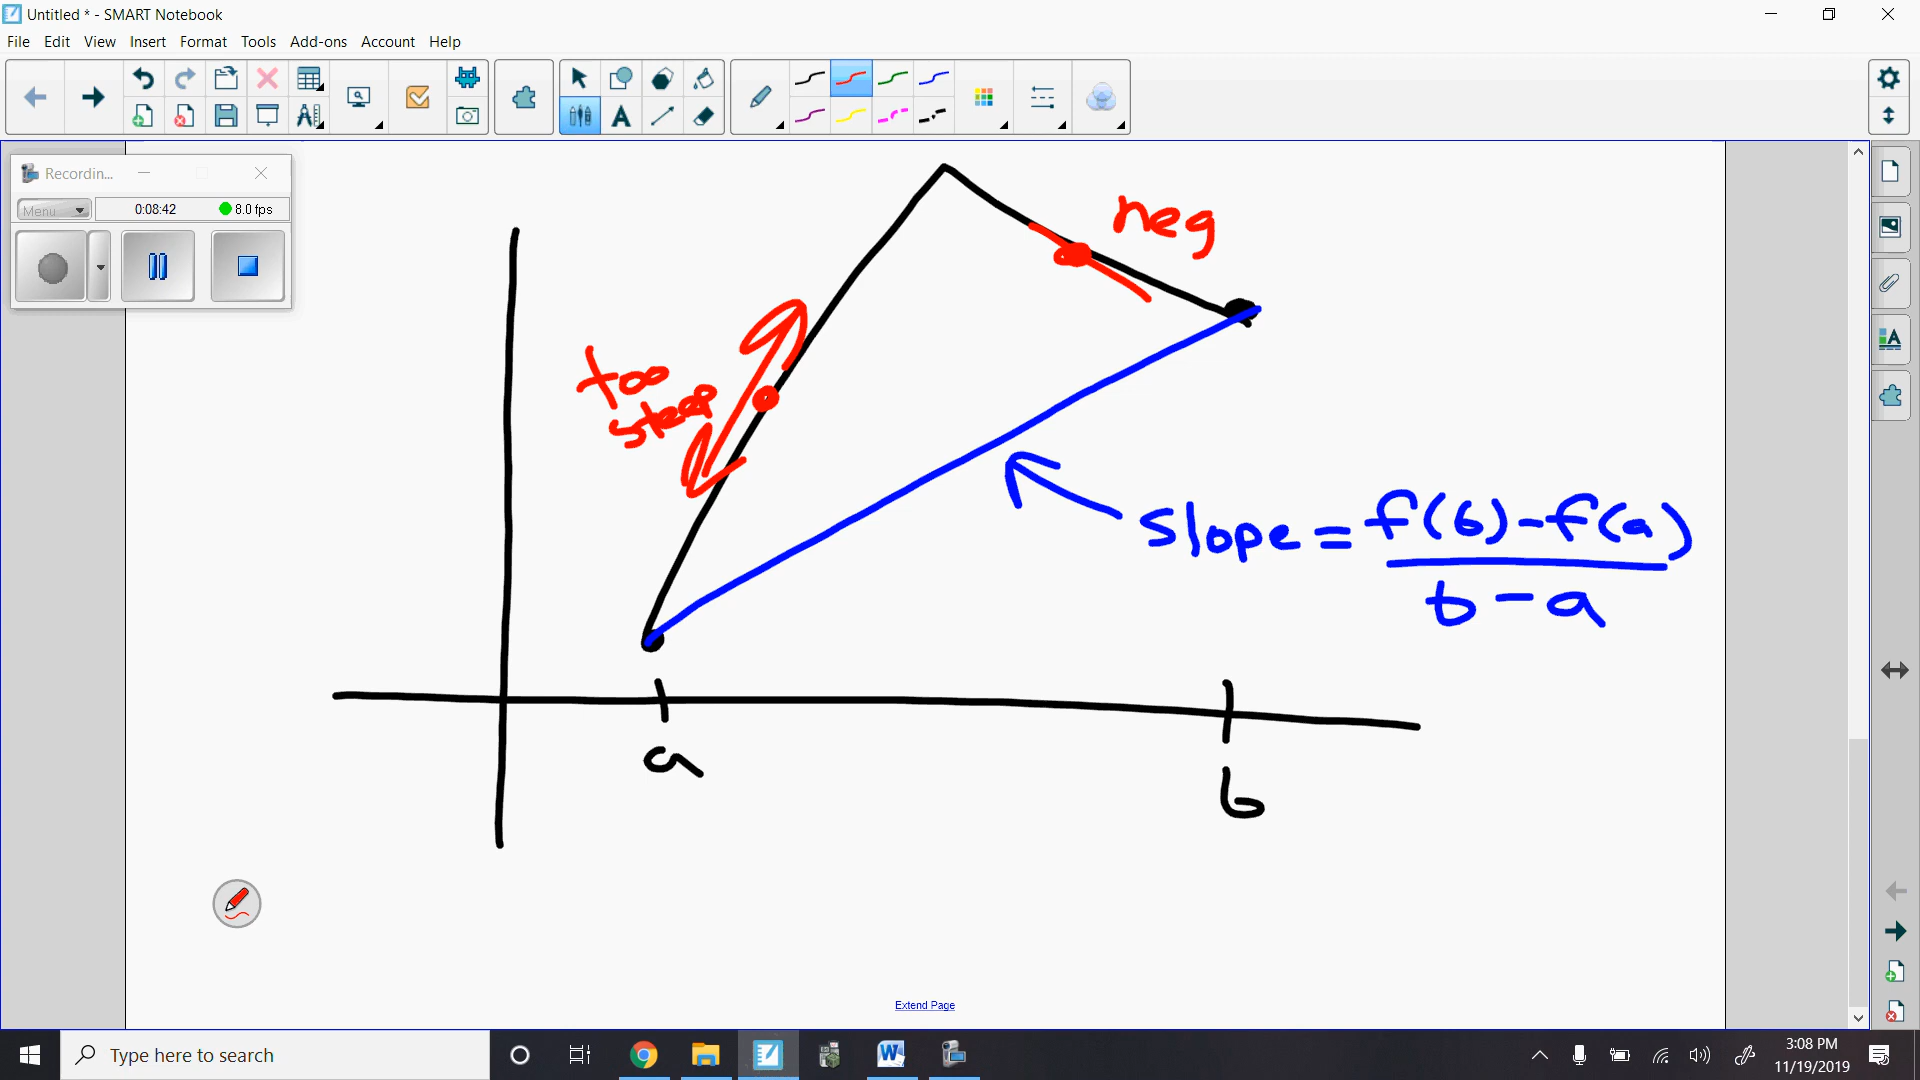 Untitled * - SMART Notebook
File Edit View Insert Format Tools Add-ons Account Help
Recordin...
Menu 0:08:42 8.0 fps
neg
too
steep
slope = f(b) - f(a)
b - a
a
b
Extend Page
Type here to search
3:08 PM
11/19/2019